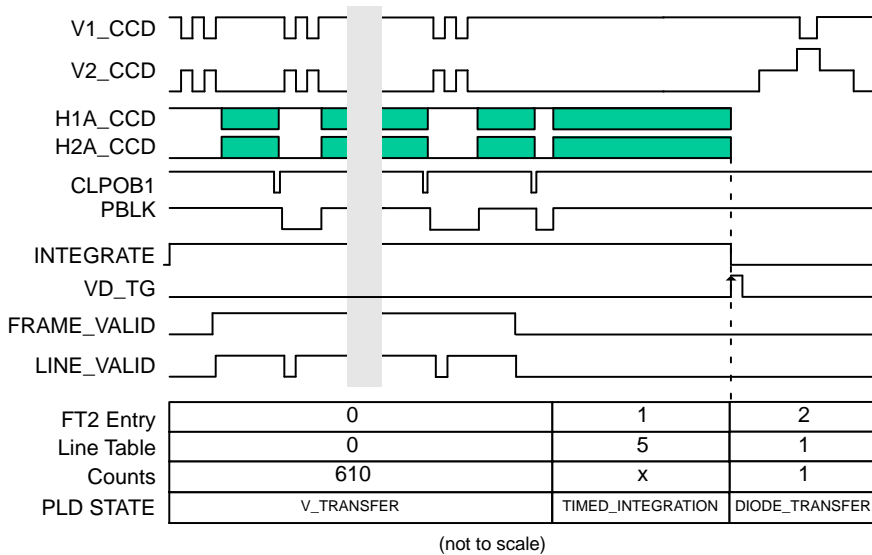 V1_CCD
V2_CCD
H1A_CCD
H2A_CCD
CLPOB1
PBLK
INTEGRATE
VD_TG
FRAME_VALID
LINE_VALID
FT2 Entry 0 1 2
Line Table 0 5 1
Counts 610 x 1
PLD STATE V_TRANSFER TIMED_INTEGRATION DIODE_TRANSFER
(not to scale)